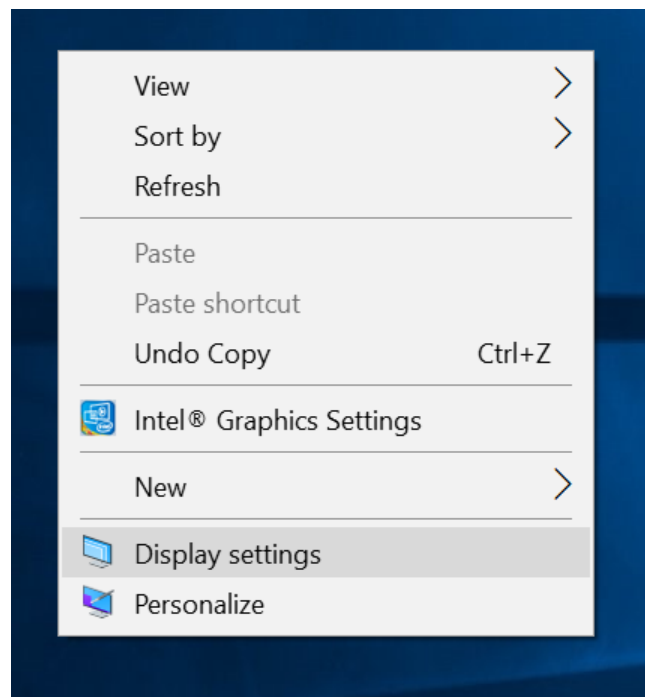 View
Sort by
Refresh
Paste
Paste shortcut
Undo Copy Ctrl+Z
Intel® Graphics Settings
New
Display settings
Personalize